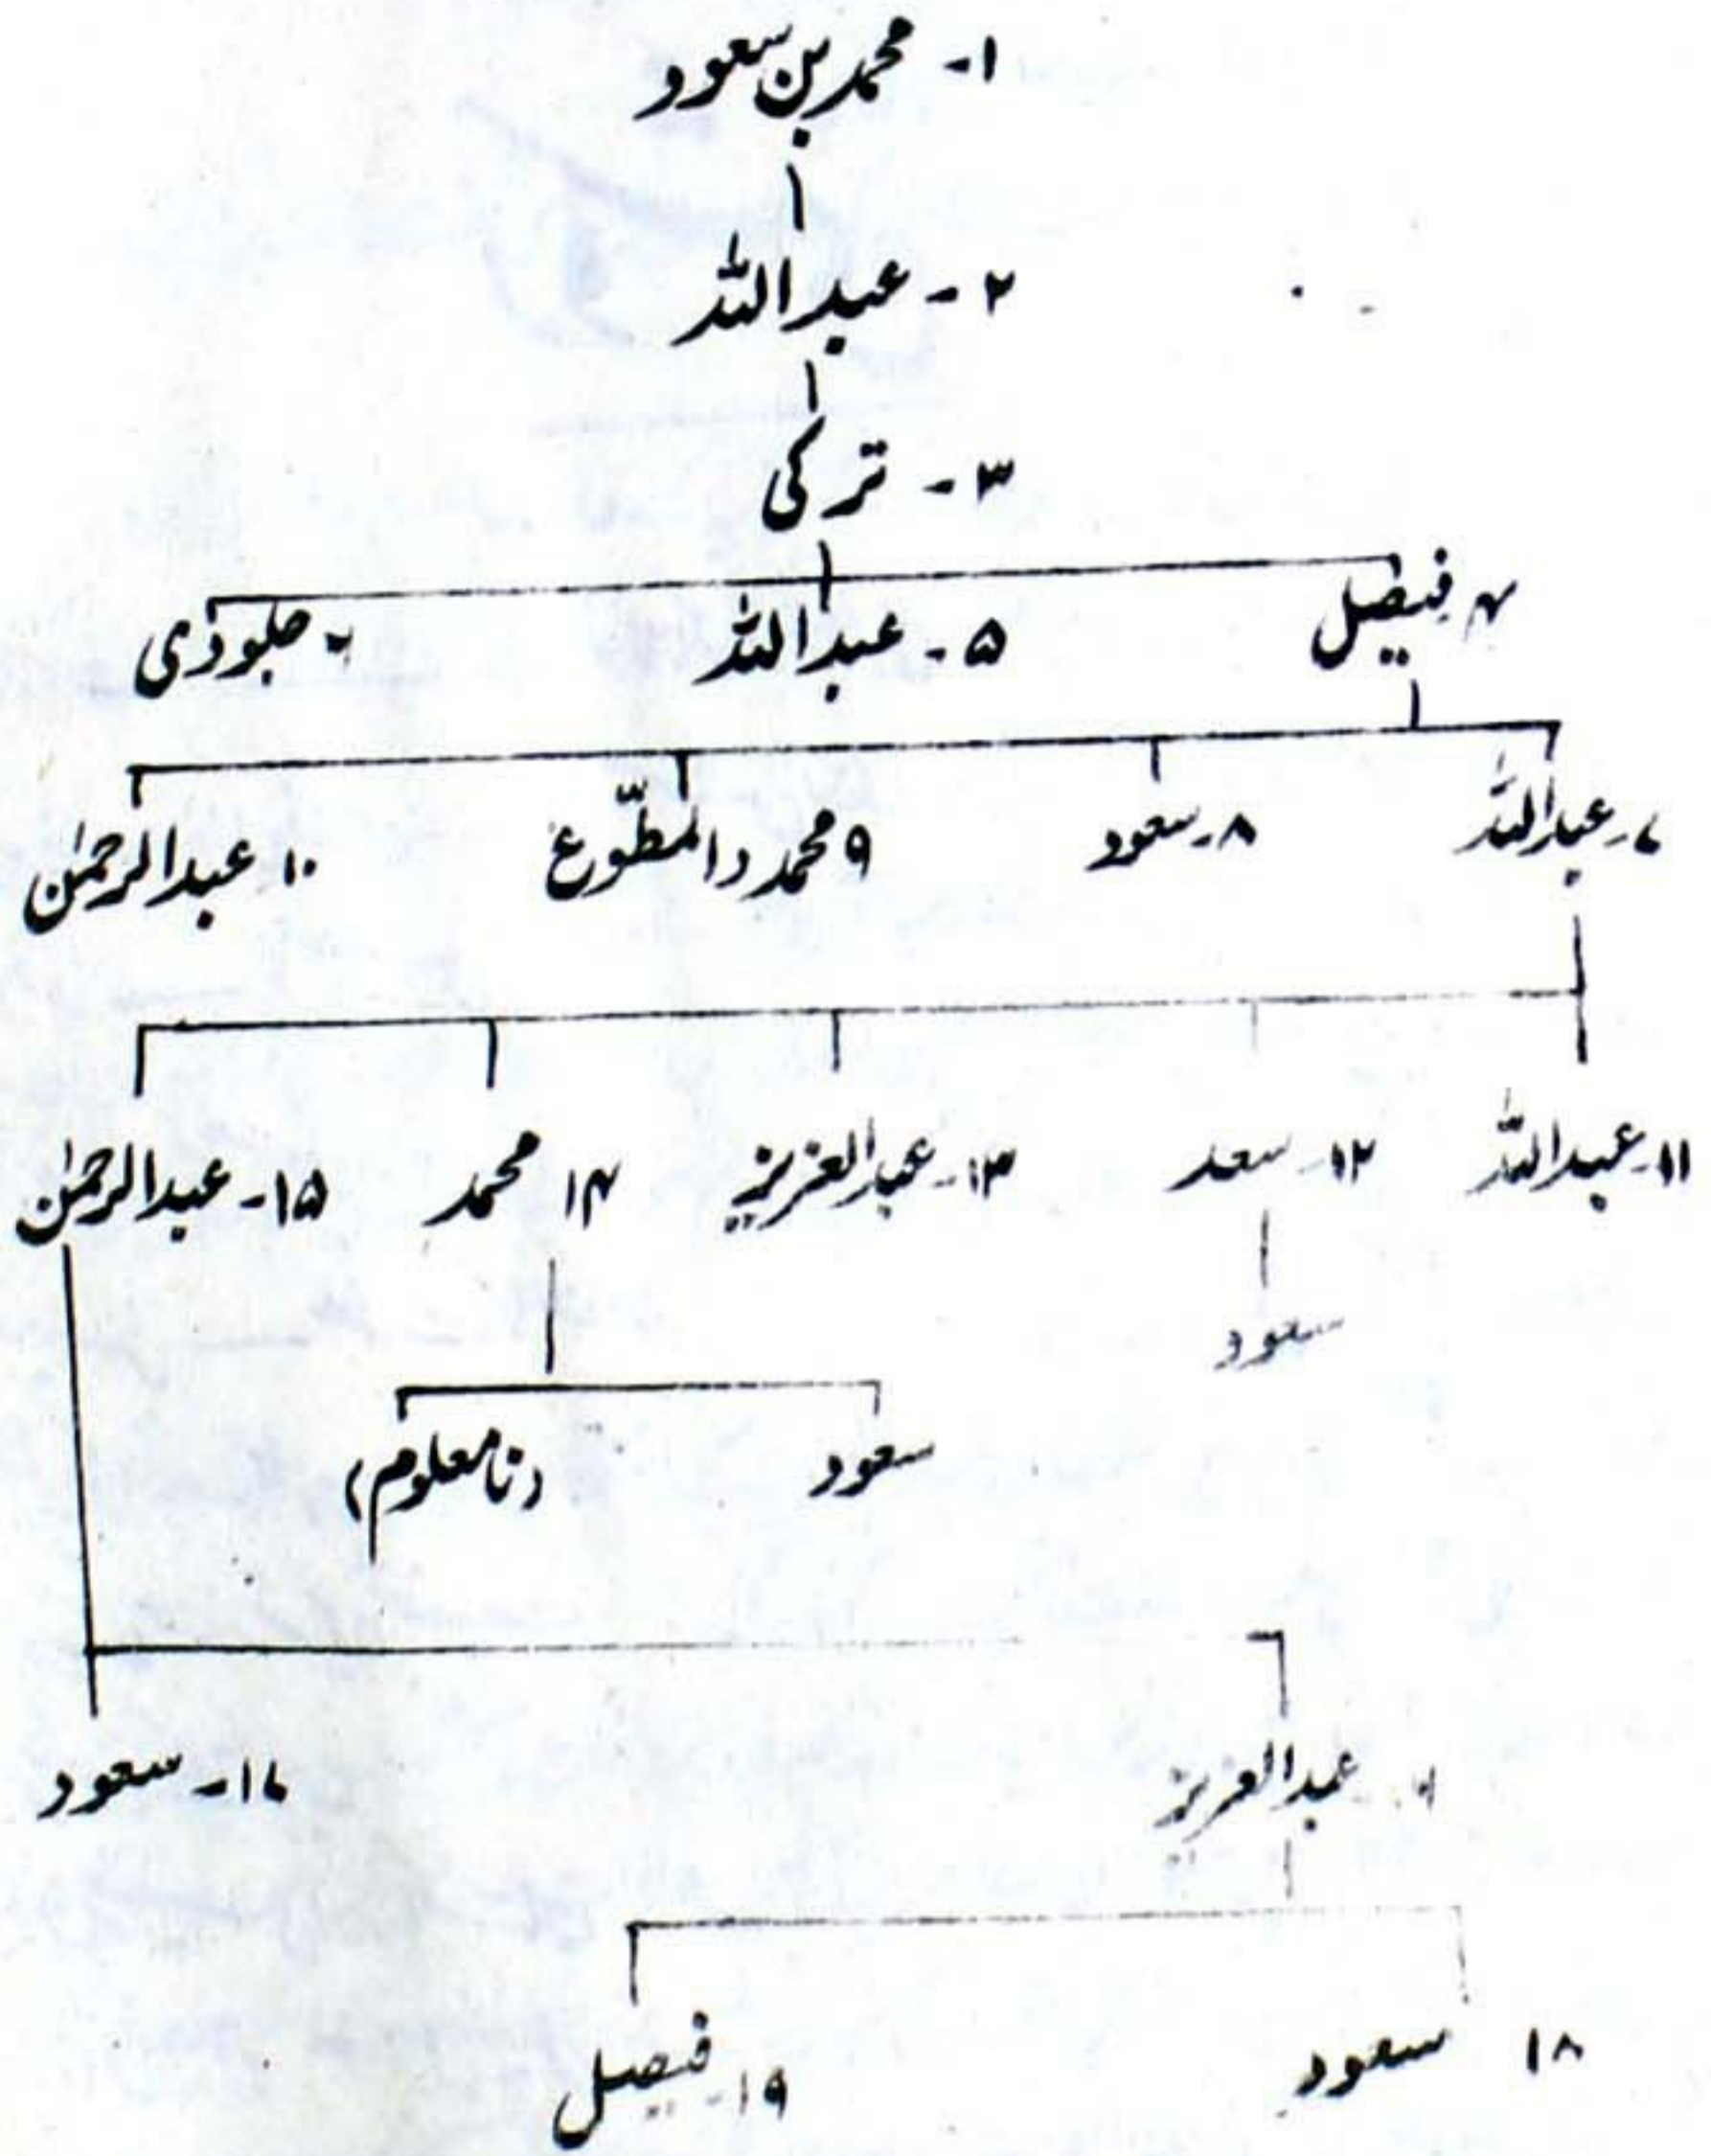 ۱- محمد بن سعود
۲- عبداللہ
۳- ترکی
۴ فیصل ۵- عبداللہ ۶ جلوذی
۷- عبداللہ ۸- سعود ۹ محمد (المطوّع ۱۰ عبدالرحمٰن
۱۱- عبداللہ ۱۲- سعد ۱۳- عبدالعزیز ۱۴ محمد ۱۵- عبدالرحمٰن
سعود
سعود (نامعلوم)
عبدالعزیز ۱۷- سعود
۱۸ سعود ۱۹- فیصل